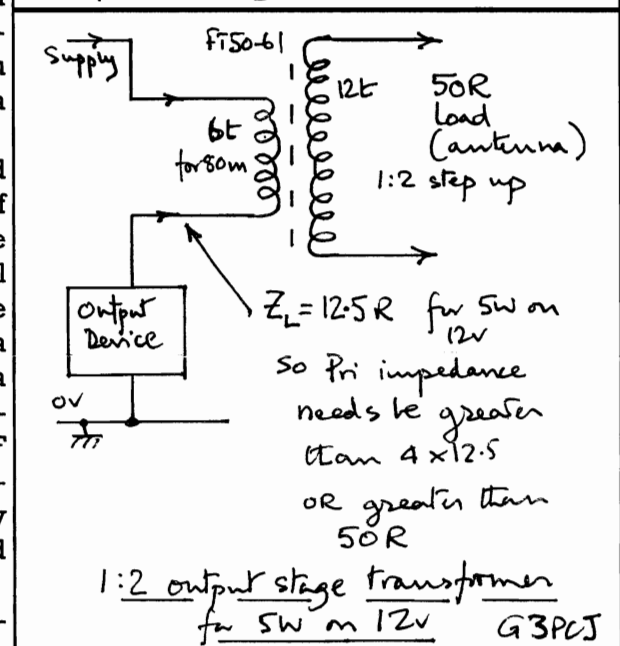 Supply
FT50-61
6t
for 80m
12t
50R
Load
(antenna)
1:2 step up
Output
Device
0V
Z_L = 12.5 R for 5W on
12v
So Pri impedance
needs be greater
than 4 x 12.5
OR greater than
50R
1:2 output stage transformer
for 5W on 12v
G3PCJ